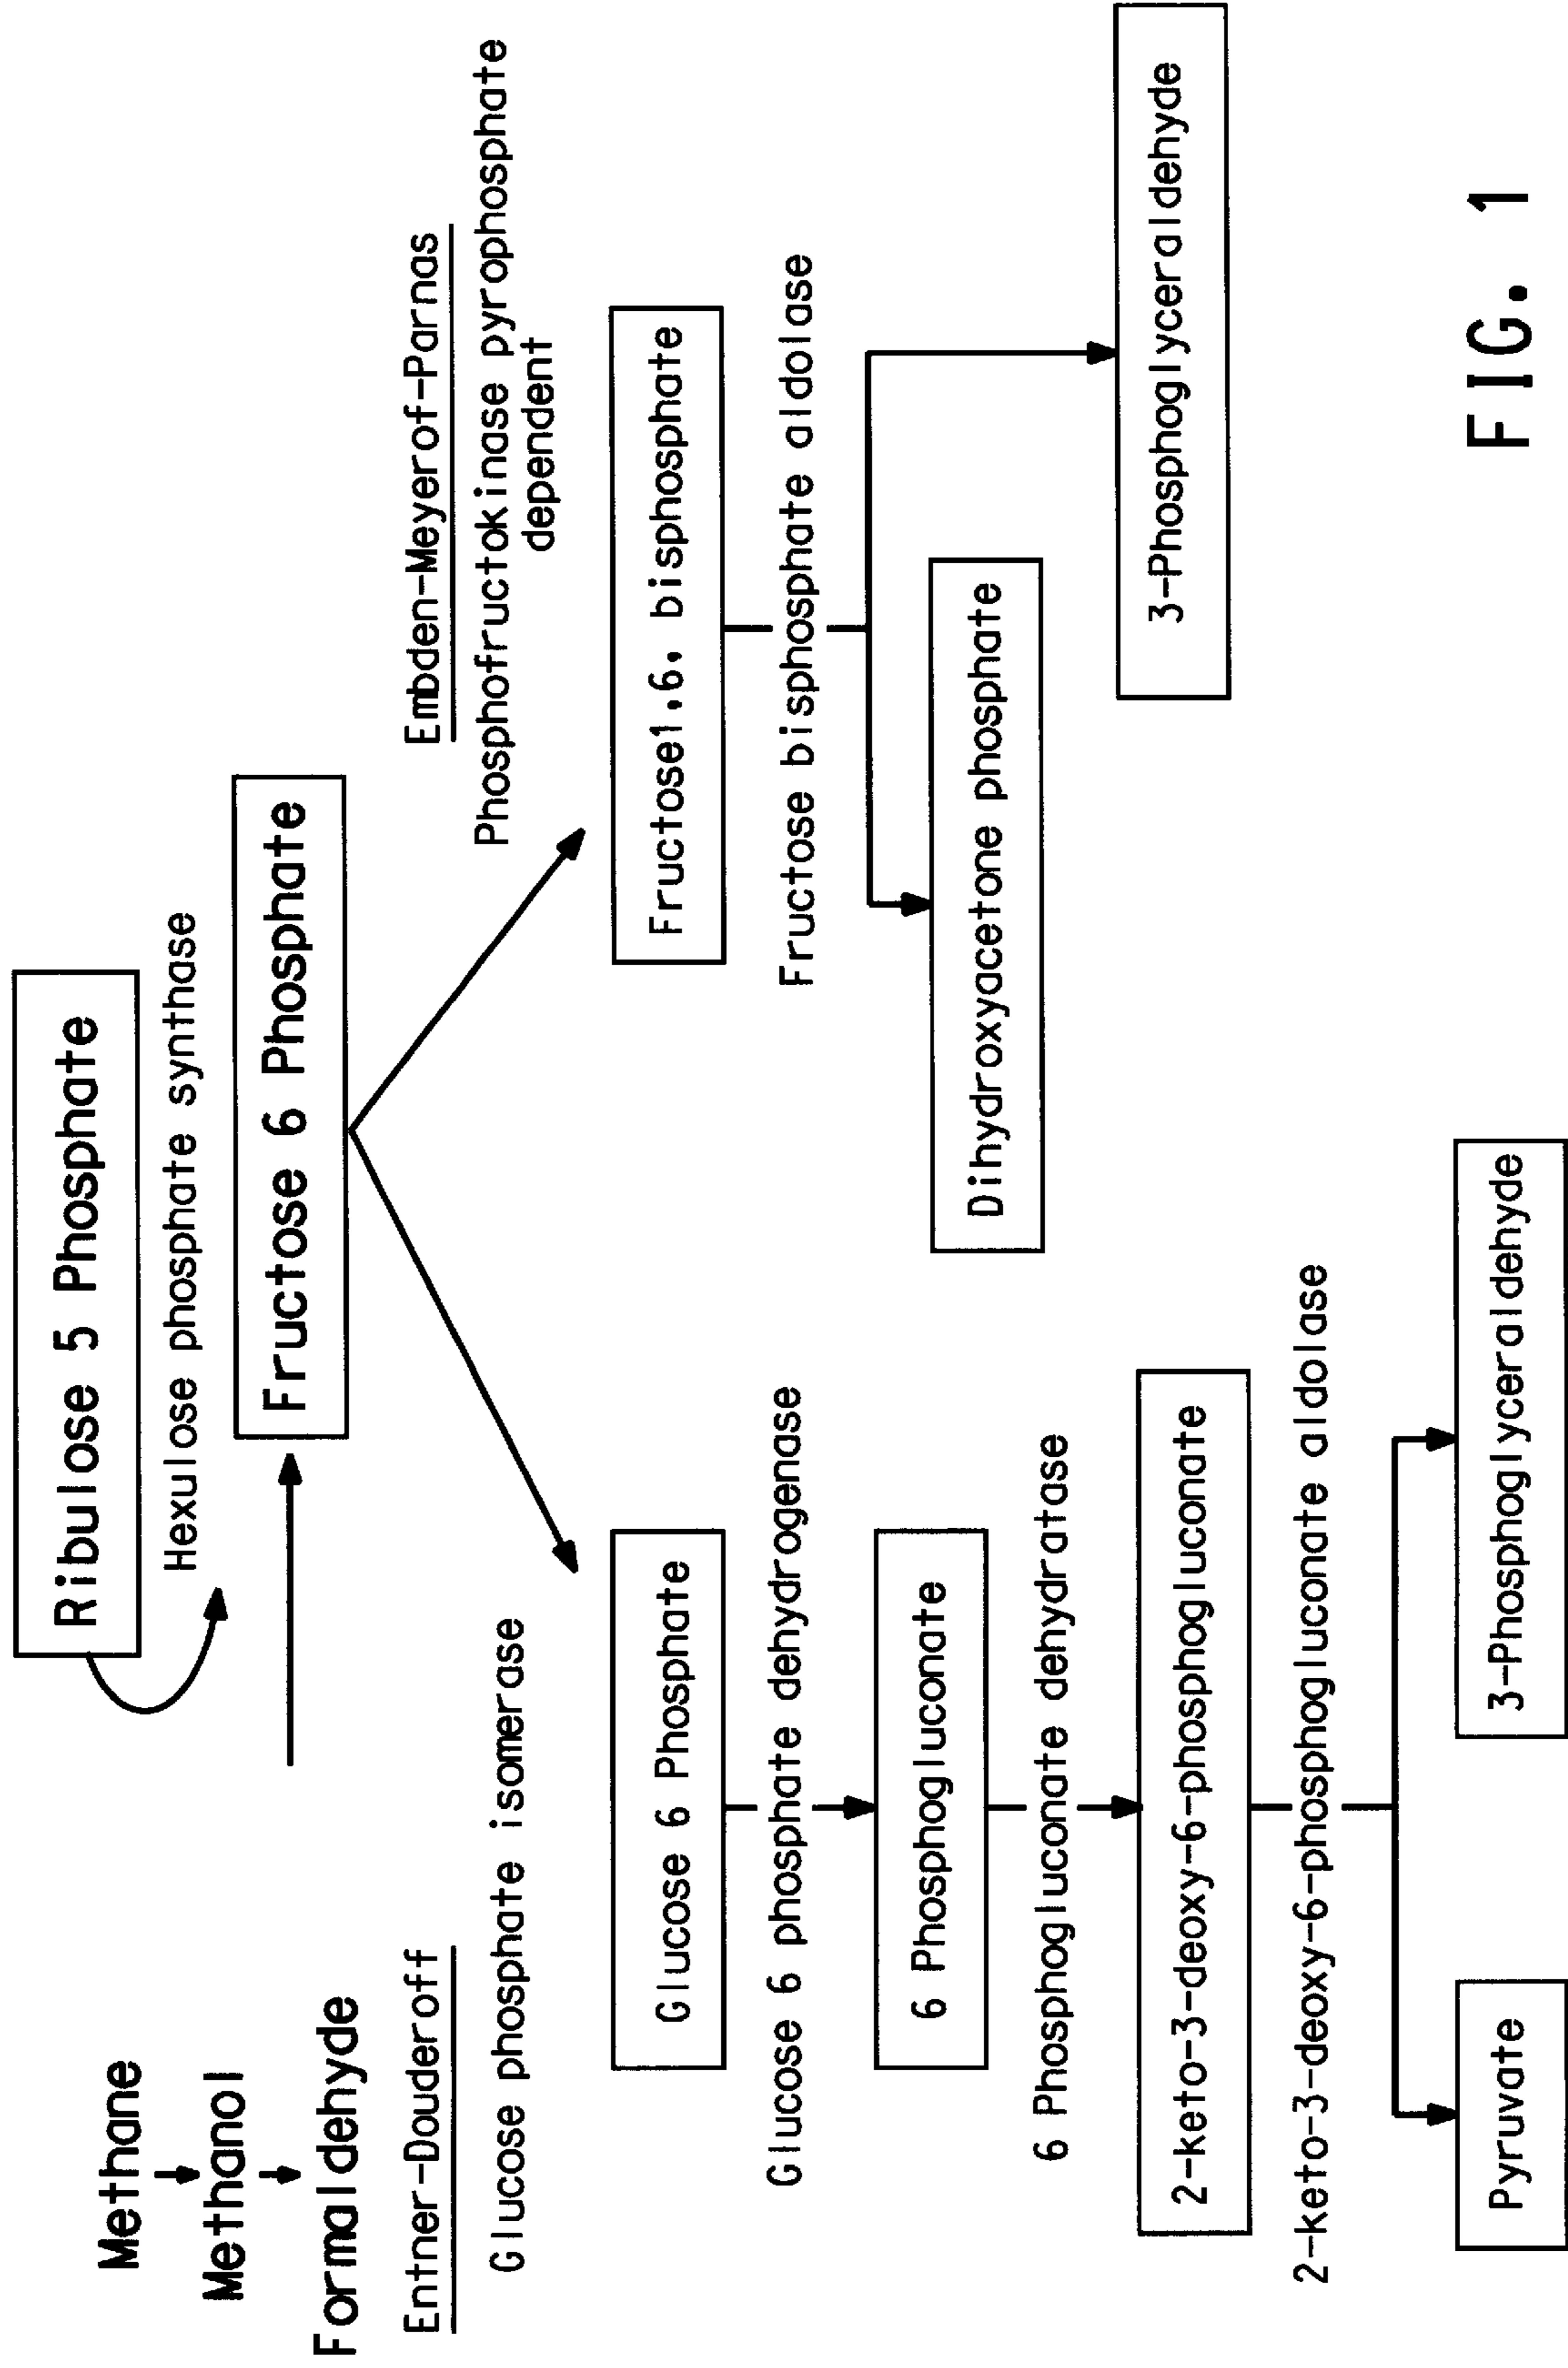 Ribulose 5 Phosphate
Methane
Hexulose phosphate synthase
Methanol
Fructose 6 Phosphate
Formaldehyde
Entner-Douderoff
Embden-Meyerof-Parnas
Glucose phosphate isomerase
Phosphofructokinase pyrophosphate
dependent
Glucose 6 Phosphate
Fructose1,6, bisphosphate
Glucose 6 phosphate dehydrogenase
Fructose bisphosphate aldolase
6 Phosphogluconate
Dihydroxyacetone phosphate
6 Phosphogluconate dehydratase
2-keto-3-deoxy-6-phosphogluconate
3-Phosphoglyceraldehyde
2-keto-3-deoxy-6-phosphogluconate aldolase
Pyruvate
3-Phosphoglyceraldehyde
FIG. 1